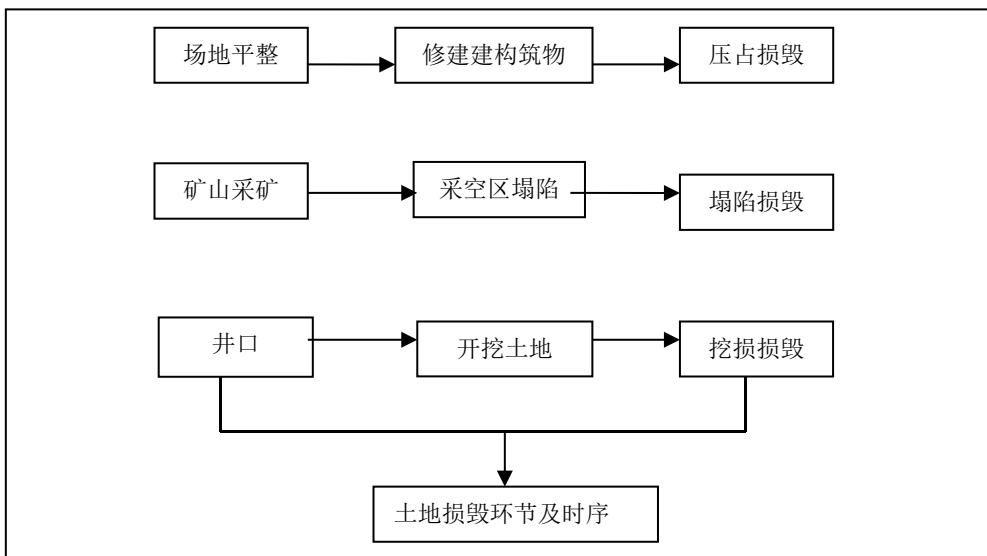 场地平整
修建建构筑物
压占损毁
矿山采矿
采空区塌陷
塌陷损毁
井口
开挖土地
挖损损毁
土地损毁环节及时序